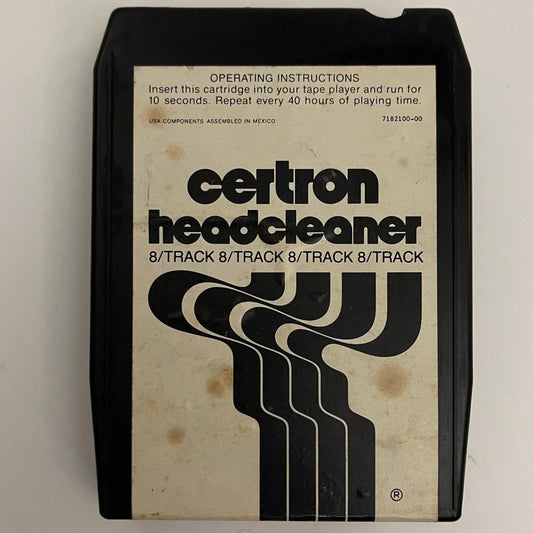 OPERATING INSTRUCTIONS
Insert this cartridge into your tape player and run for
10 seconds. Repeat every 40 hours of playing time.
USA COMPONENTS ASSEMBLED IN MEXICO 7182100-00
certron
headcleaner
8/TRACK 8/TRACK 8/TRACK 8/TRACK
®